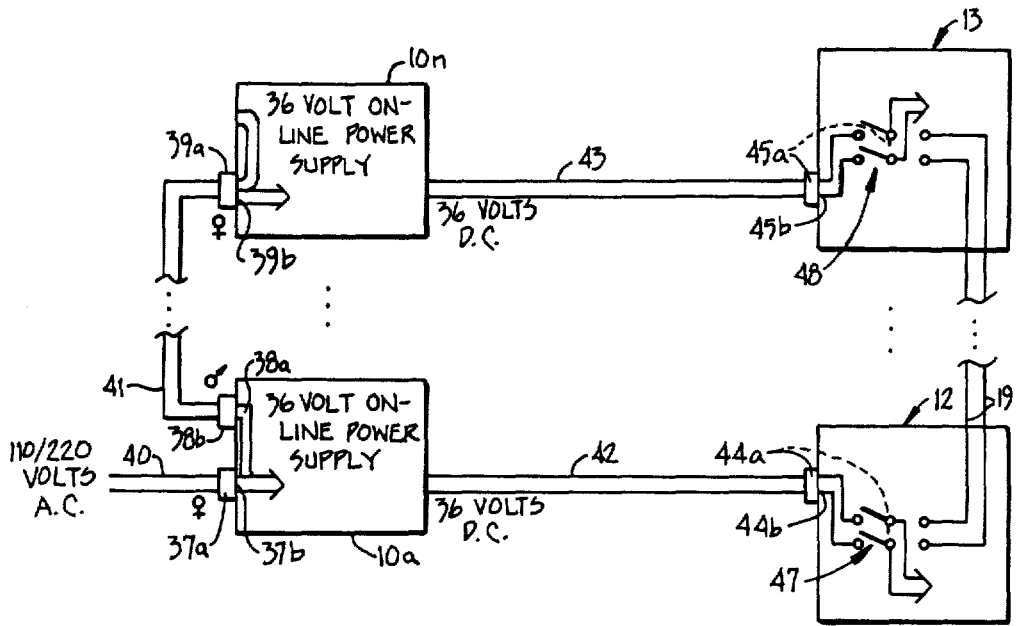 13
10n
36 VOLT ON-
LINE POWER
SUPPLY
39a
♀
39b
43
36 VOLTS
D.C.
45a
45b
48
41
♂
38a
38b
36 VOLT ON-
LINE POWER
SUPPLY
110/220
VOLTS
A.C.
40
♀
37a
37b
10a
42
36 VOLTS
D.C.
44a
44b
12
19
47